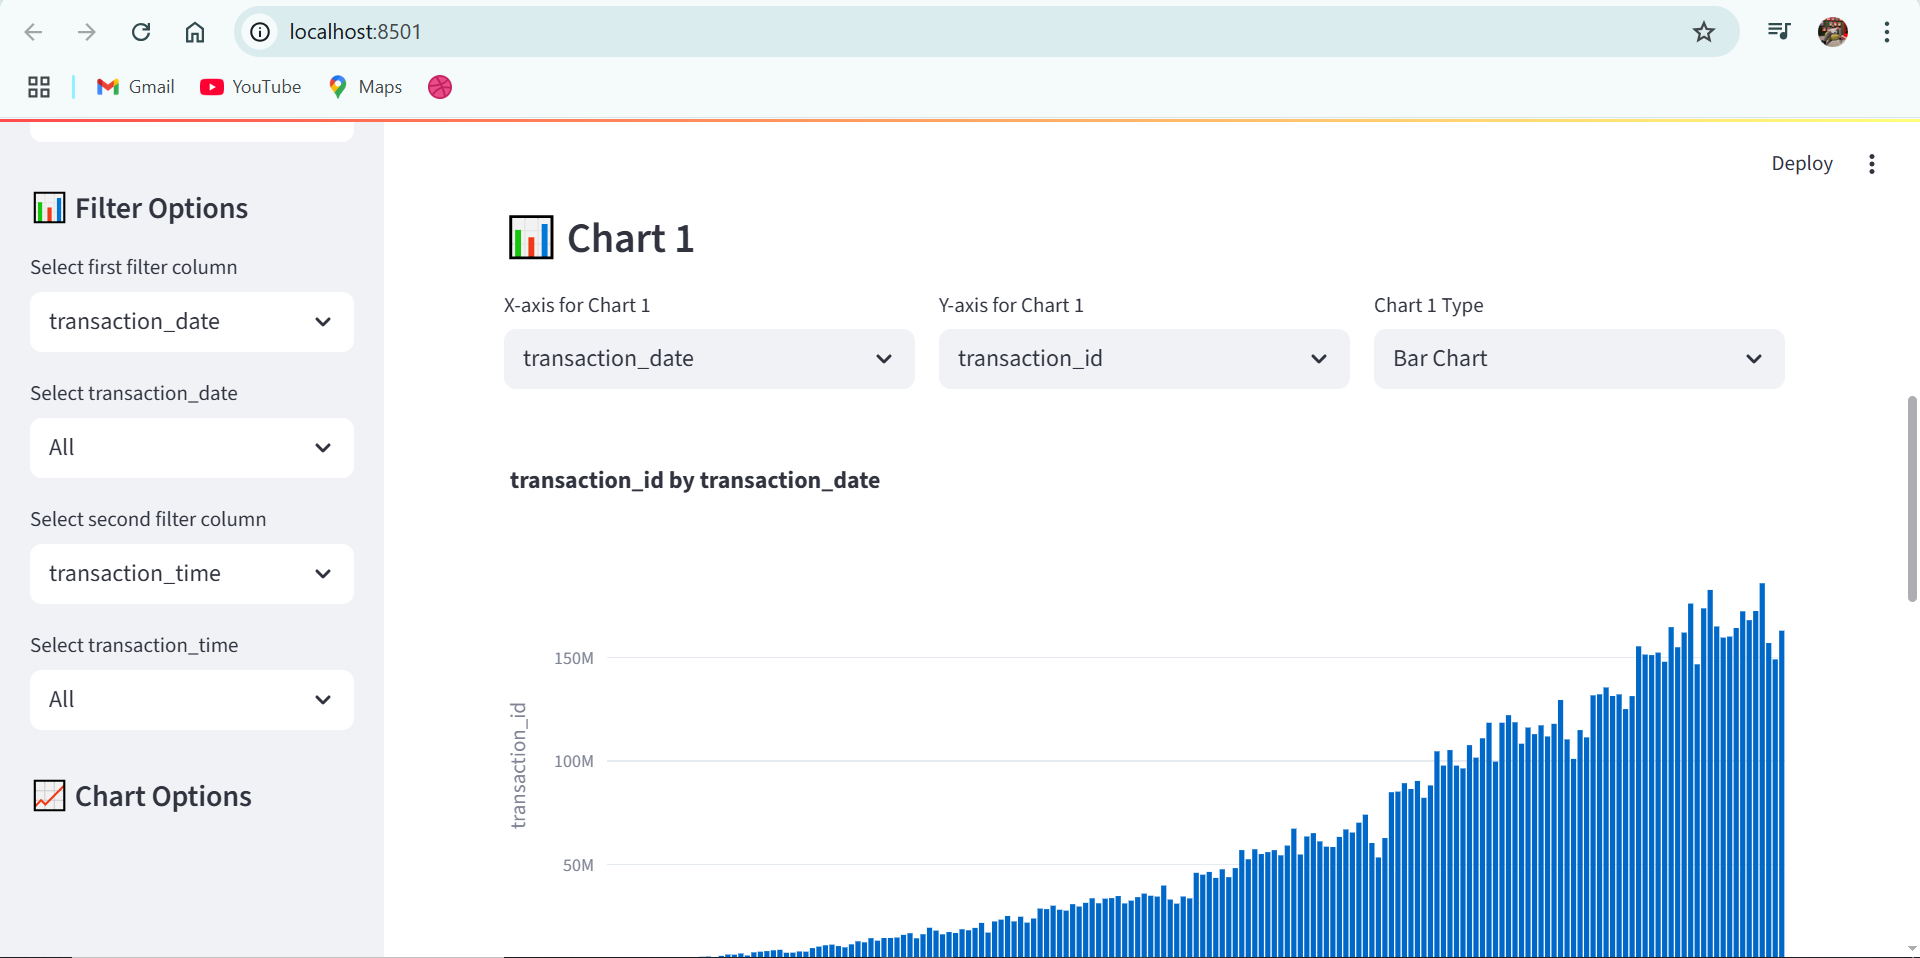 localhost:8501
Gmail
YouTube
Maps
Deploy
Filter Options
Select first filter column
transaction_date
Select transaction_date
All
Select second filter column
transaction_time
Select transaction_time
All
Chart Options
Chart 1
X-axis for Chart 1
transaction_date
Y-axis for Chart 1
transaction_id
Chart 1 Type
Bar Chart
transaction_id by transaction_date
150M
100M
50M
transaction_id